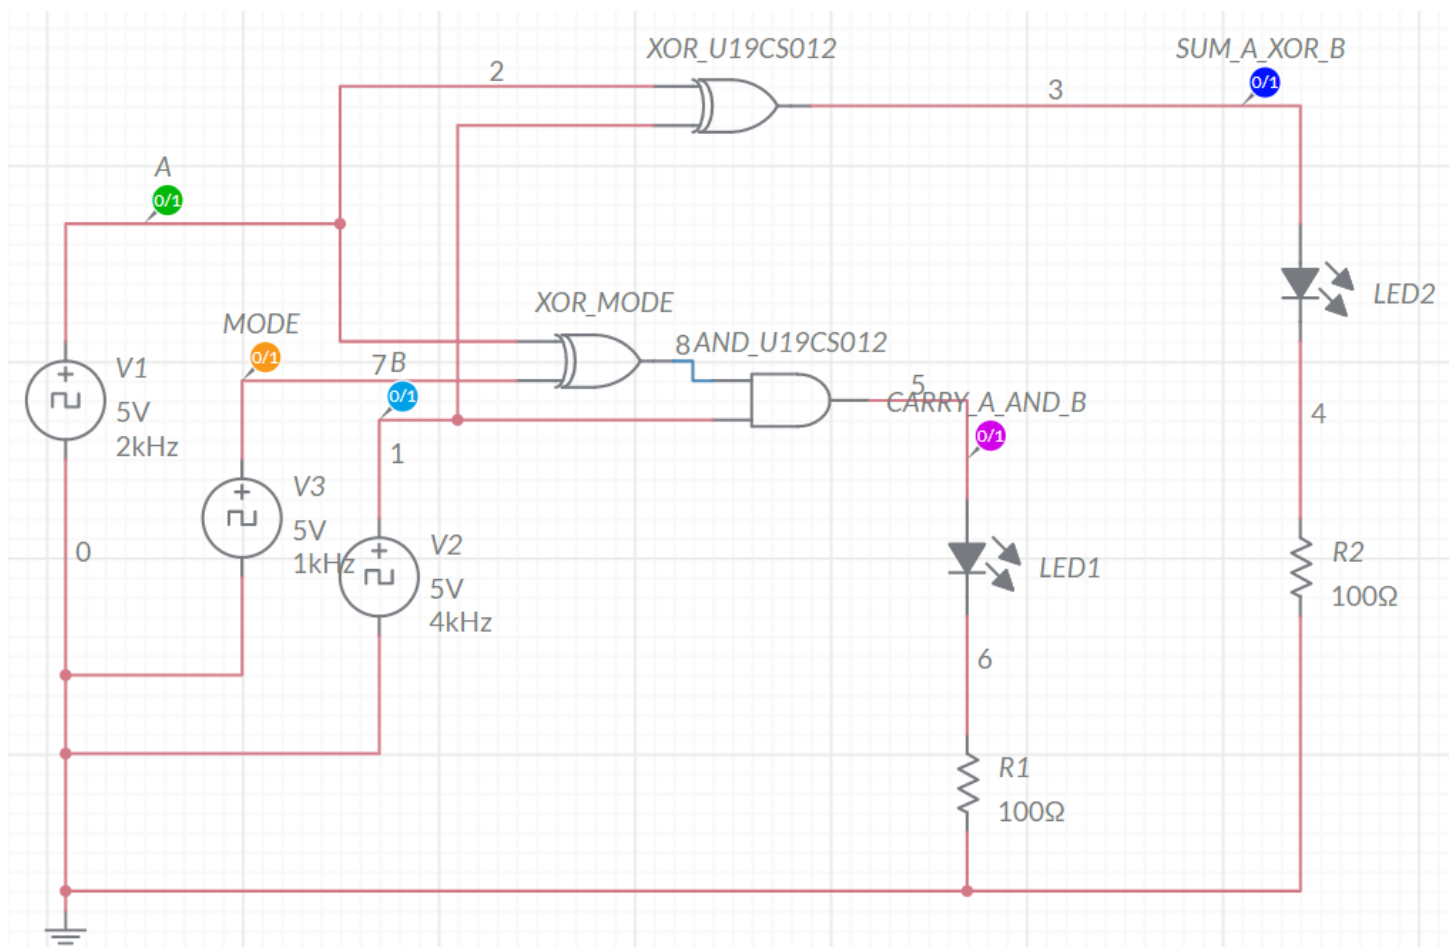 XOR_U19CS012
SUM_A_XOR_B
2
3
0/1
A
0/1
XOR_MODE
MODE
0/1
7
B
0/1
8
AND_U19CS012
LED2
V1
5V
2kHz
+
5
CARRY_A_AND_B
0/1
4
1
V3
5V
1kHz
+
V2
5V
4kHz
+
0
LED1
R2
100Ω
6
R1
100Ω